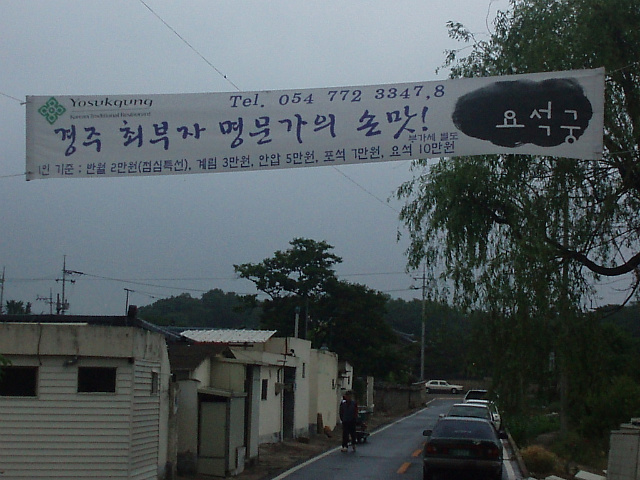 Yosukgung
Korean Traditional Restaurant
Tel. 054 772 3347,8
경주 최부자 명문가의 손맛!
요석궁
부가세 별도
1인 기준 : 반월 2만원(점심특선), 계림 3만원, 안압 5만원, 포석 7만원, 요석 10만원